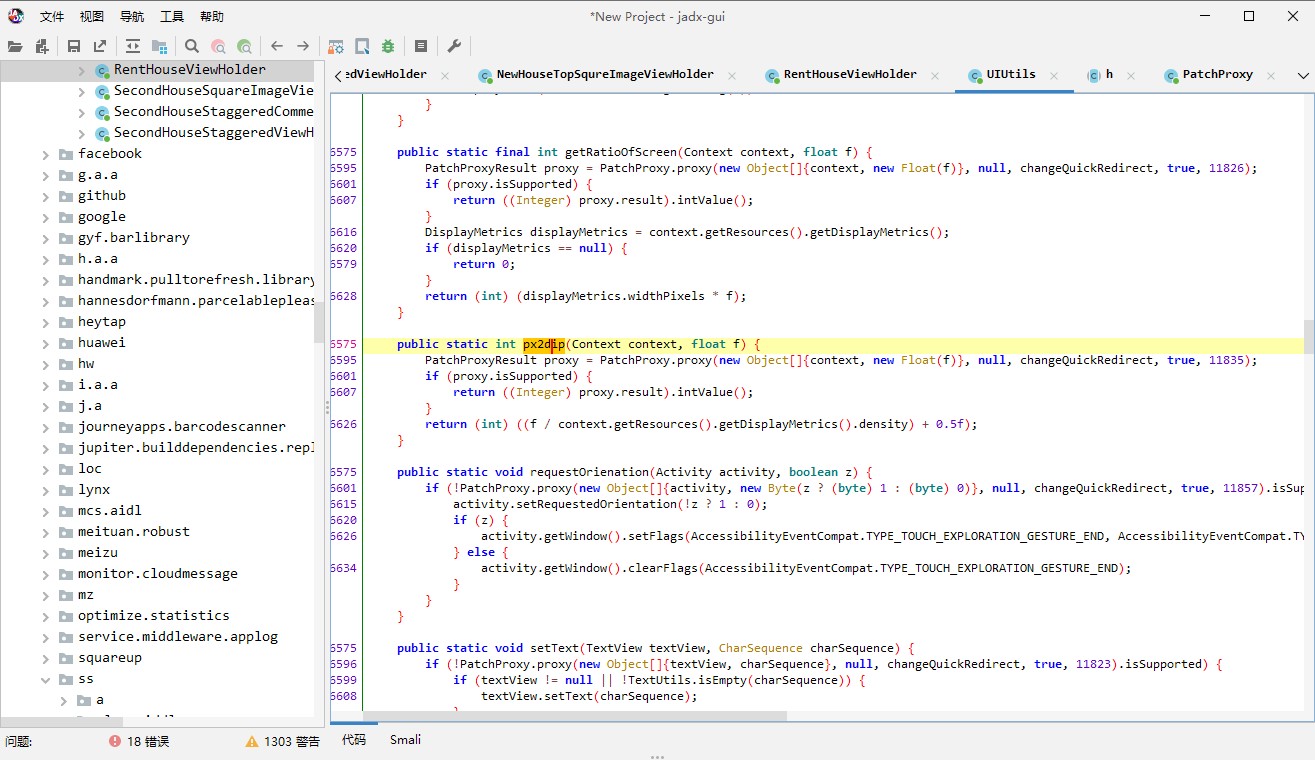 文件 视图 导航 工具 帮助
*New Project - jadx-gui
RentHouseViewHolder
SecondHouseSquareImageVie
SecondHouseStaggeredComme
SecondHouseStaggeredViewH
facebook
g.a.a
github
google
gyf.barlibrary
h.a.a
handmark.pulltorefresh.library
hannesdorfmann.parcelablepleas
heytap
huawei
hw
i.a.a
j.a
journeyapps.barcodescanner
jupiter.builddependencies.repl
loc
lynx
mcs.aidl
meituan.robust
meizu
monitor.cloudmessage
mz
optimize.statistics
service.middleware.applog
squareup
ss
a
edViewHolder NewHouseTopSqureImageViewHolder RentHouseViewHolder UIUtils h PatchProxy
}
}
6575 public static final int getRatioOfScreen(Context context, float f) {
6595 PatchProxyResult proxy = PatchProxy.proxy(new Object[]{context, new Float(f)}, null, changeQuickRedirect, true, 11826);
6601 if (proxy.isSupported) {
6607 return ((Integer) proxy.result).intValue();
}
6616 DisplayMetrics displayMetrics = context.getResources().getDisplayMetrics();
6620 if (displayMetrics == null) {
6579 return 0;
}
6628 return (int) (displayMetrics.widthPixels * f);
}
6575 public static int px2dip(Context context, float f) {
6595 PatchProxyResult proxy = PatchProxy.proxy(new Object[]{context, new Float(f)}, null, changeQuickRedirect, true, 11835);
6601 if (proxy.isSupported) {
6607 return ((Integer) proxy.result).intValue();
}
6626 return (int) ((f / context.getResources().getDisplayMetrics().density) + 0.5f);
}
6575 public static void requestOrienation(Activity activity, boolean z) {
6601 if (!PatchProxy.proxy(new Object[]{activity, new Byte(z ? (byte) 1 : (byte) 0)}, null, changeQuickRedirect, true, 11857).isSup
6615 activity.setRequestedOrientation(!z ? 1 : 0);
6620 if (z) {
6626 activity.getWindow().setFlags(AccessibilityEventCompat.TYPE_TOUCH_EXPLORATION_GESTURE_END, AccessibilityEventCompat.TY
} else {
6634 activity.getWindow().clearFlags(AccessibilityEventCompat.TYPE_TOUCH_EXPLORATION_GESTURE_END);
}
}
}
6575 public static void setText(TextView textView, CharSequence charSequence) {
6596 if (!PatchProxy.proxy(new Object[]{textView, charSequence}, null, changeQuickRedirect, true, 11823).isSupported) {
6599 if (textView != null || !TextUtils.isEmpty(charSequence)) {
6608 textView.setText(charSequence);
问题: 18 错误 1303 警告 代码 Smali